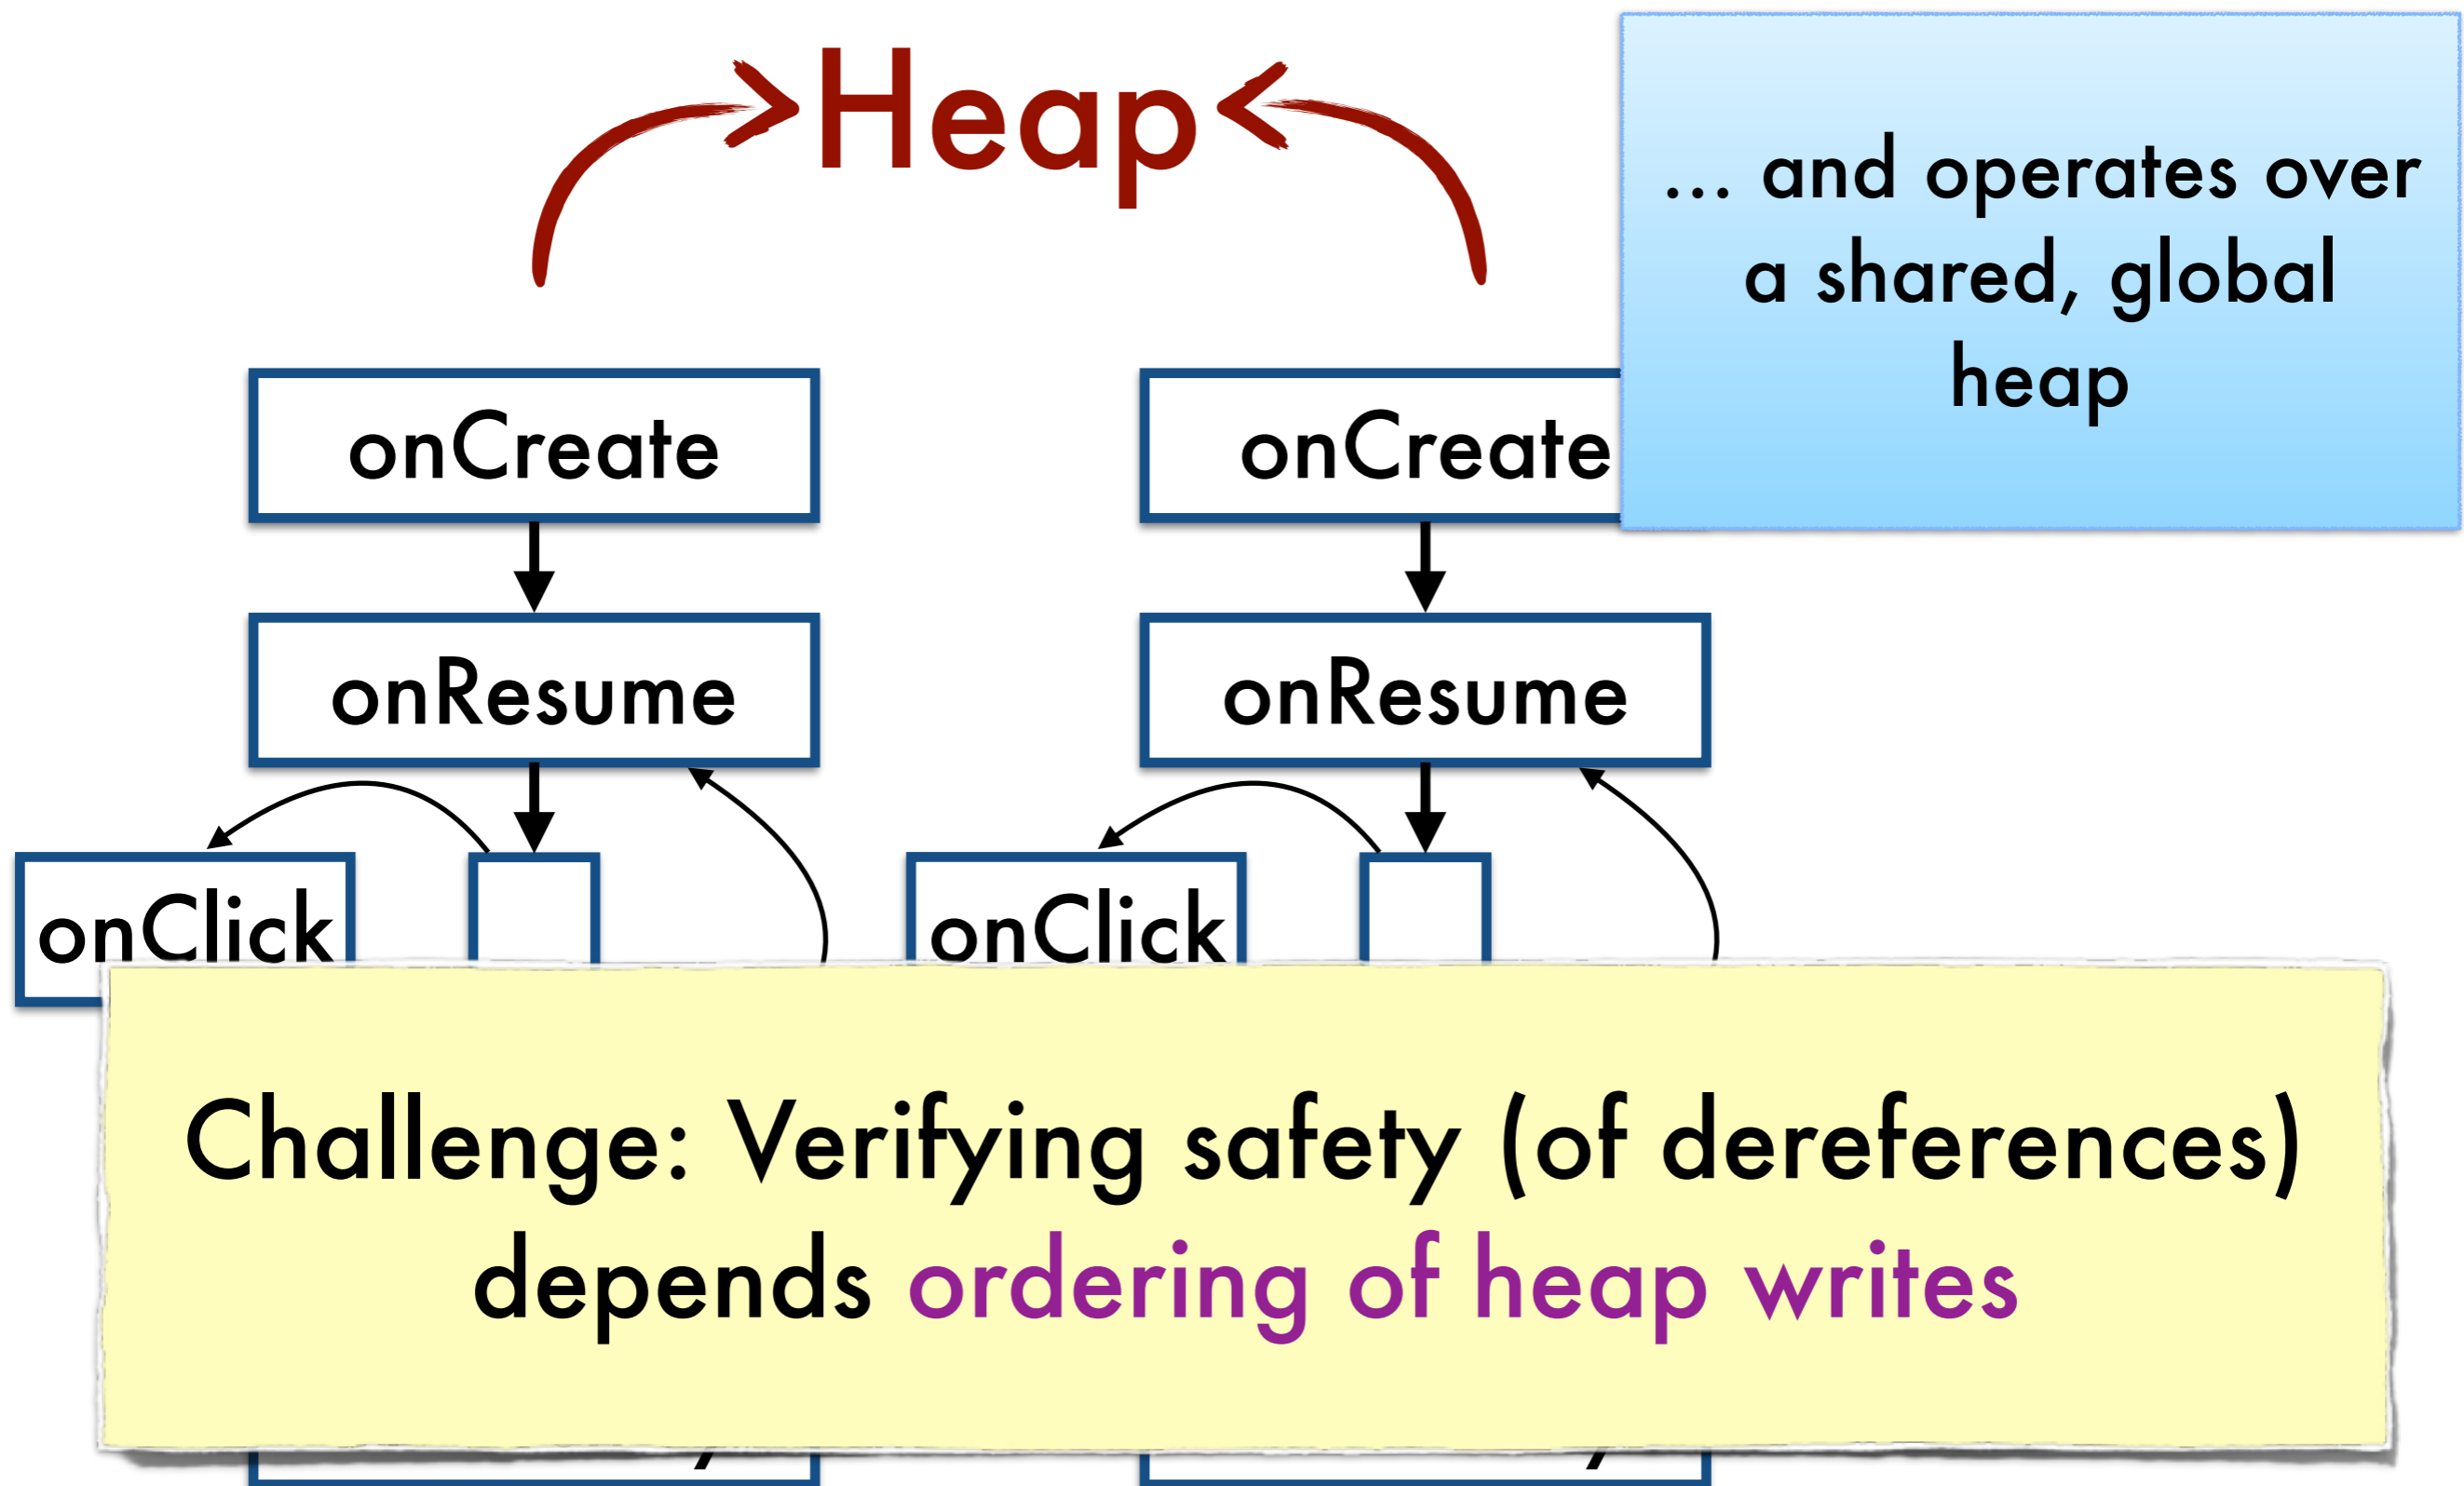 Heap
... and operates over
a shared, global
heap
onCreate
onCreate
onResume
onResume
onClick
onClick
Challenge: Verifying safety (of dereferences)
depends ordering of heap writes